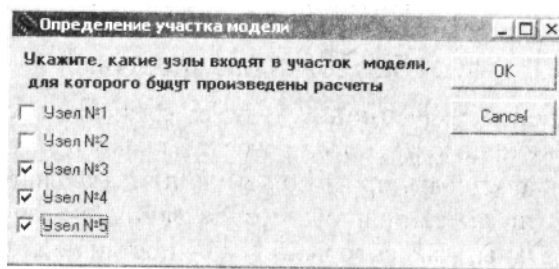 Определение участка модели
Укажите, какие узлы входят в участок модели,
для которого будут произведены расчеты
OK
Cancel
Узел №1
Узел №2
Узел №3
Узел №4
Узел №5